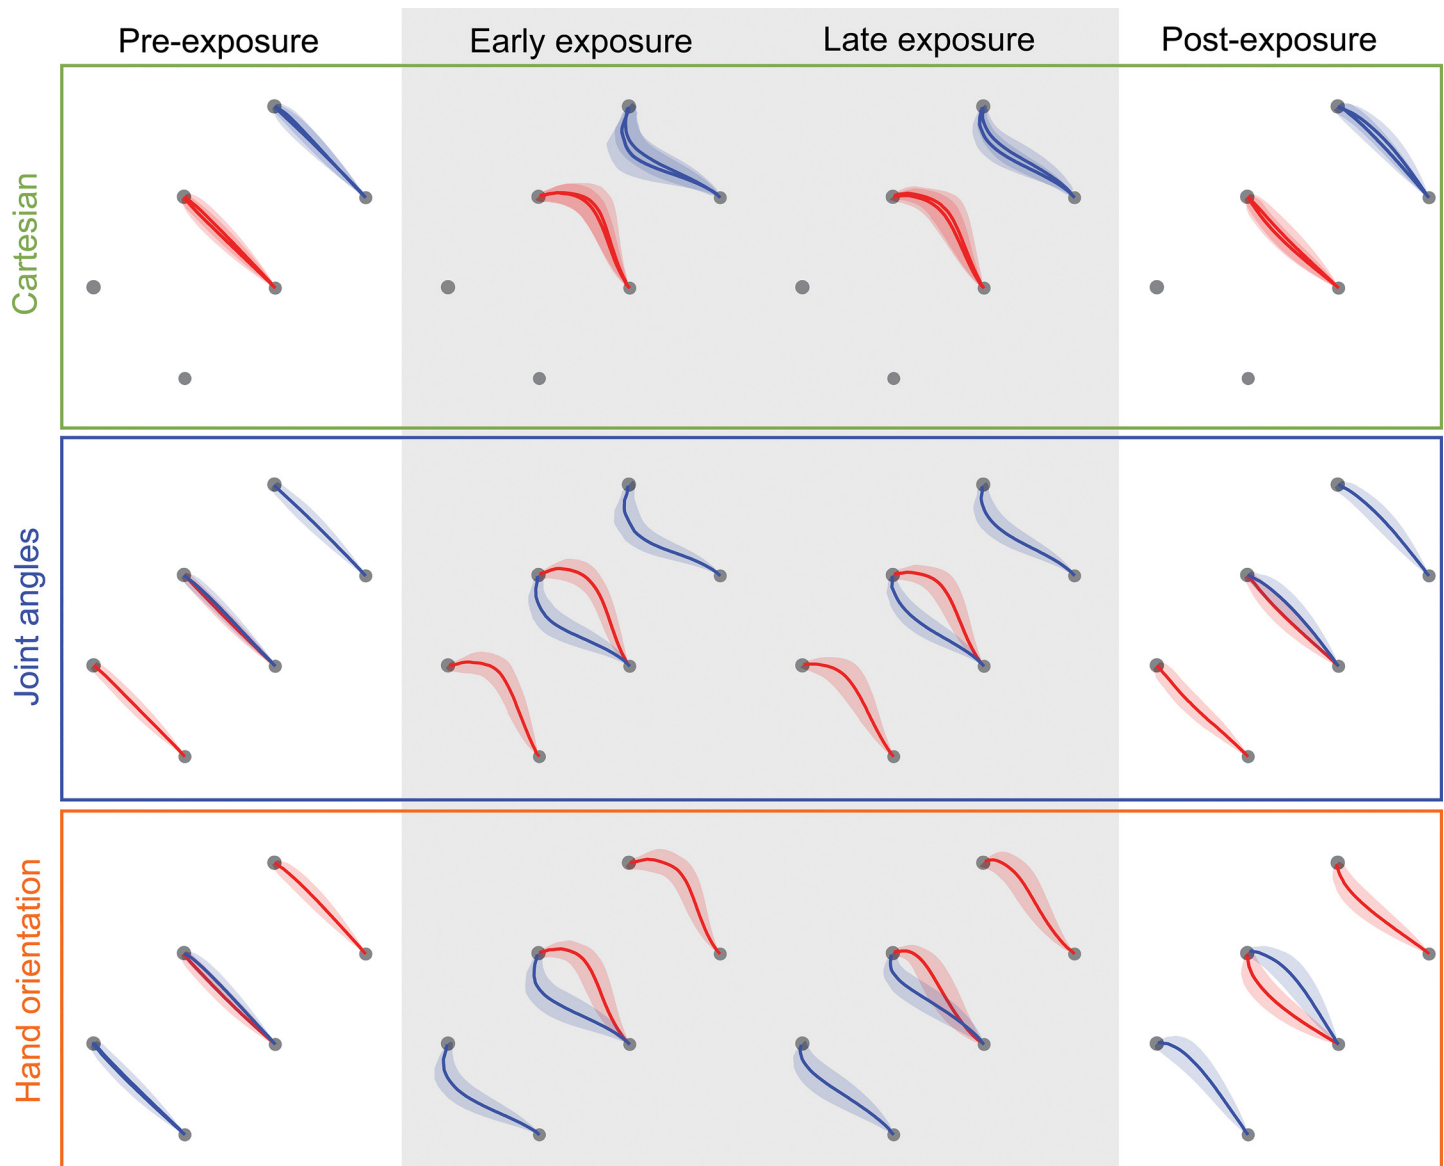 Pre-exposure
Early exposure
Late exposure
Post-exposure
Cartesian
Joint angles
Hand orientation